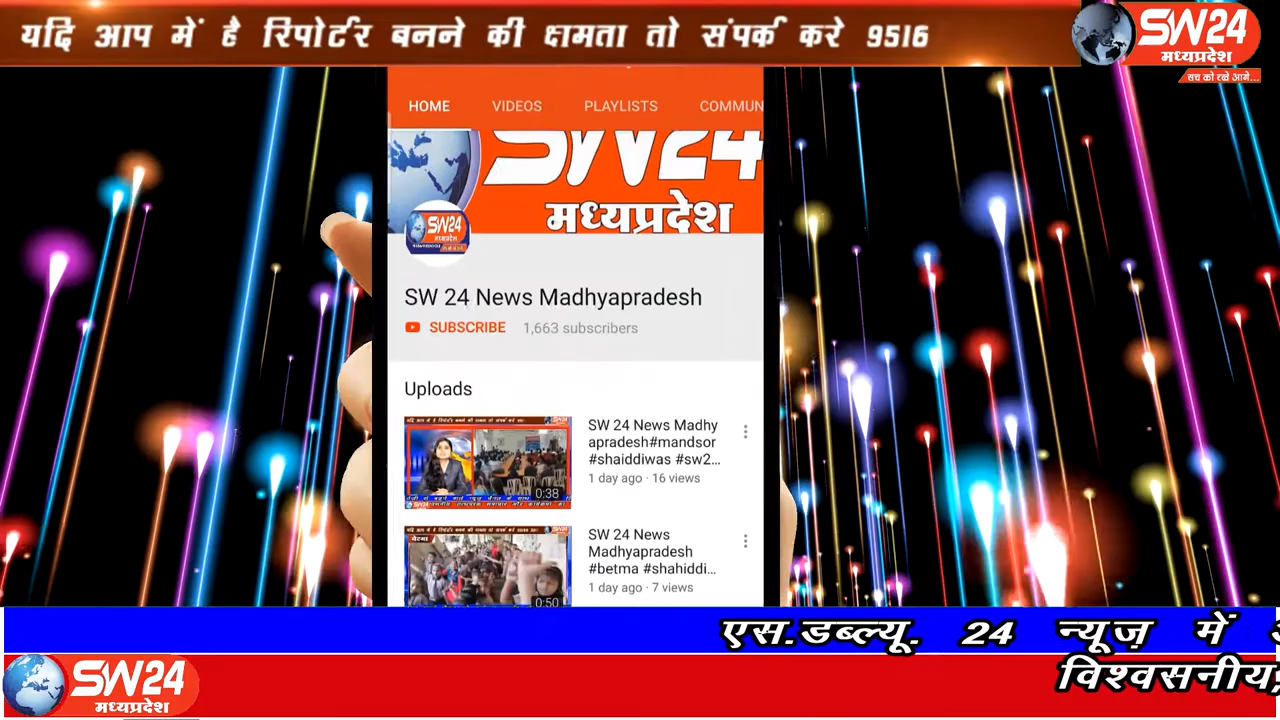 यदि आप में है रिपोर्टर बनने की क्षमता तो संपर्क करे 9516
SW24
मध्यप्रदेश
सच को रखे आगे...
HOME VIDEOS PLAYLISTS COMMUN
SW24
मध्यप्रदेश
SW24
SW 24 News Madhyapradesh
SUBSCRIBE 1,663 subscribers
Uploads
SW 24 News Madhy
apradesh#mandsor
#shaiddiwas #sw2...
1 day ago · 16 views
0:38
SW 24 News
Madhyapradesh
#betma #shahiddi...
1 day ago · 7 views
बेटमा
0:50
एस.डब्ल्यू. 24 न्यूज़ में
विश्वसनीय,
SW24
मध्यप्रदेश